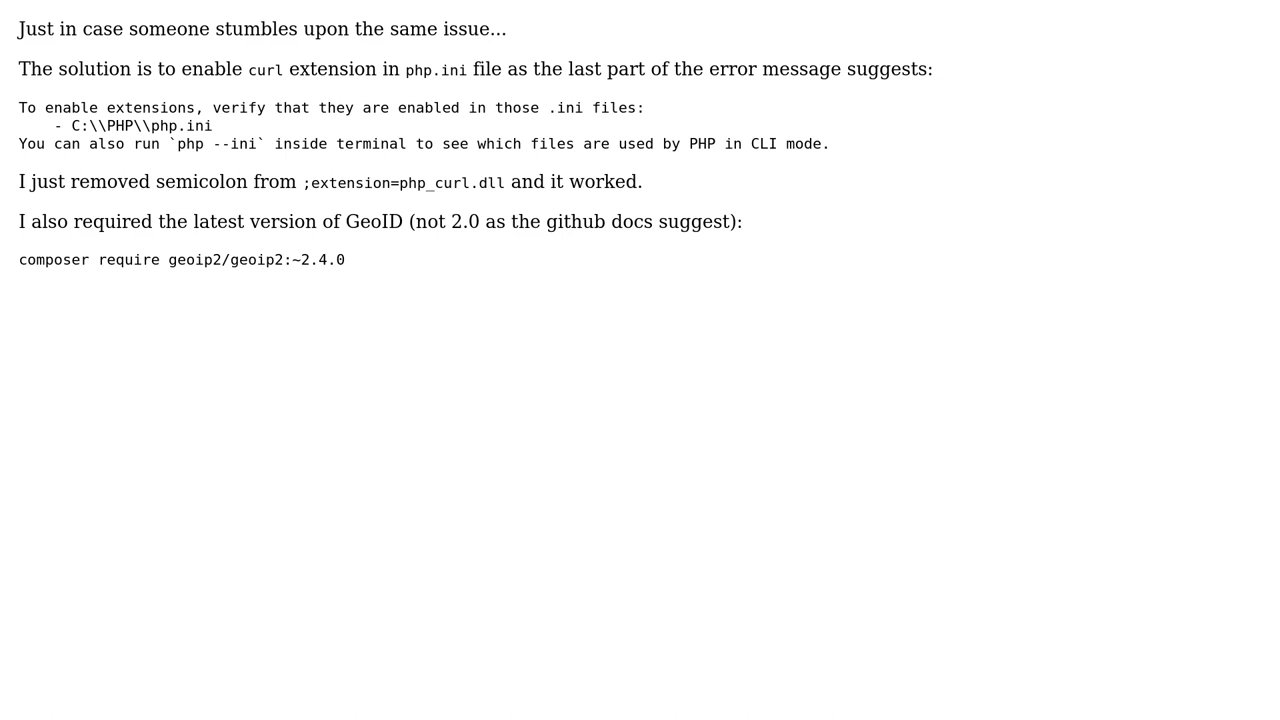 Just in case someone stumbles upon the same issue...
The solution is to enable curl extension in php.ini file as the last part of the error message suggests:
To enable extensions, verify that they are enabled in those .ini files:
    - C:\\PHP\\php.ini
You can also run `php --ini` inside terminal to see which files are used by PHP in CLI mode.
I just removed semicolon from ;extension=php_curl.dll and it worked.
I also required the latest version of GeoID (not 2.0 as the github docs suggest):
composer require geoip2/geoip2:~2.4.0